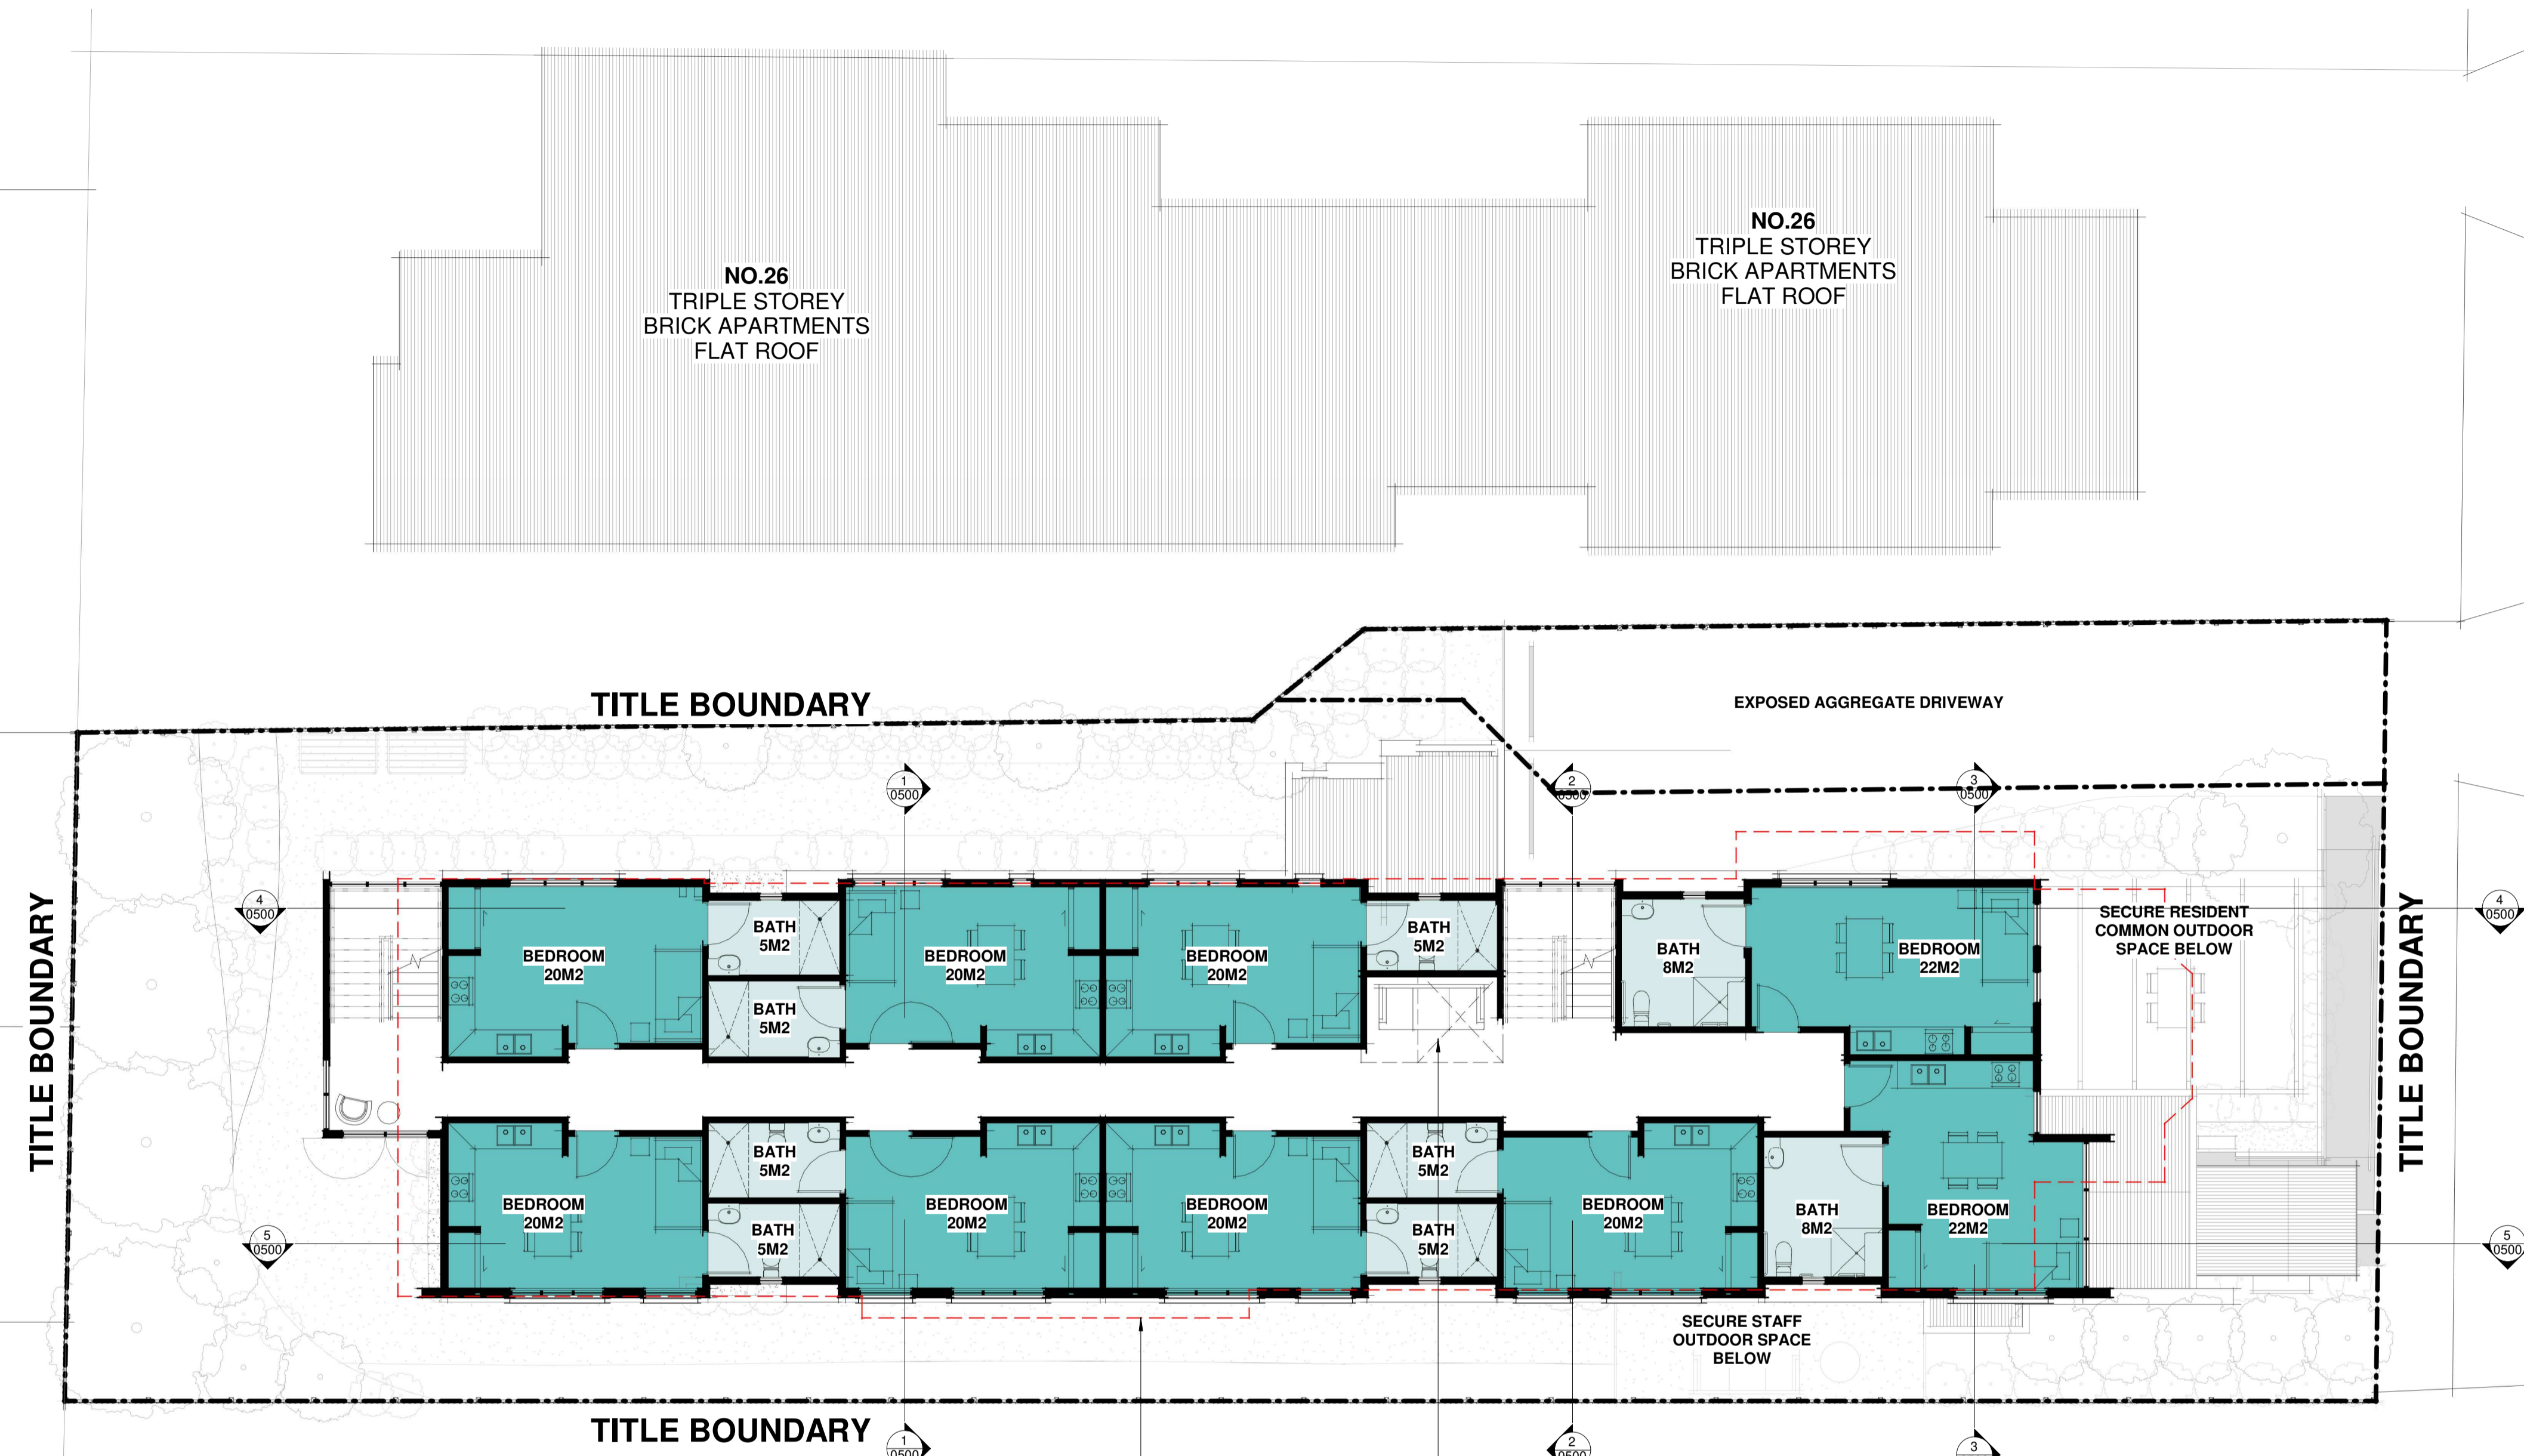 NO.26
TRIPLE STOREY
BRICK APARTMENTS
FLAT ROOF
NO.26
TRIPLE STOREY
BRICK APARTMENTS
FLAT ROOF
TITLE BOUNDARY
EXPOSED AGGREGATE DRIVEWAY
1
0500
2
0500
3
0500
TITLE BOUNDARY
4
0500
BEDROOM
20M2
BATH
5M2
BATH
5M2
BEDROOM
20M2
BEDROOM
20M2
BATH
5M2
BATH
8M2
BEDROOM
22M2
SECURE RESIDENT
COMMON OUTDOOR
SPACE BELOW
4
0500
TITLE BOUNDARY
5
0500
BEDROOM
20M2
BATH
5M2
BATH
5M2
BEDROOM
20M2
BEDROOM
20M2
BATH
5M2
BATH
5M2
BEDROOM
20M2
BATH
8M2
BEDROOM
22M2
5
0500
SECURE STAFF
OUTDOOR SPACE
BELOW
TITLE BOUNDARY
1
0500
2
0500
3